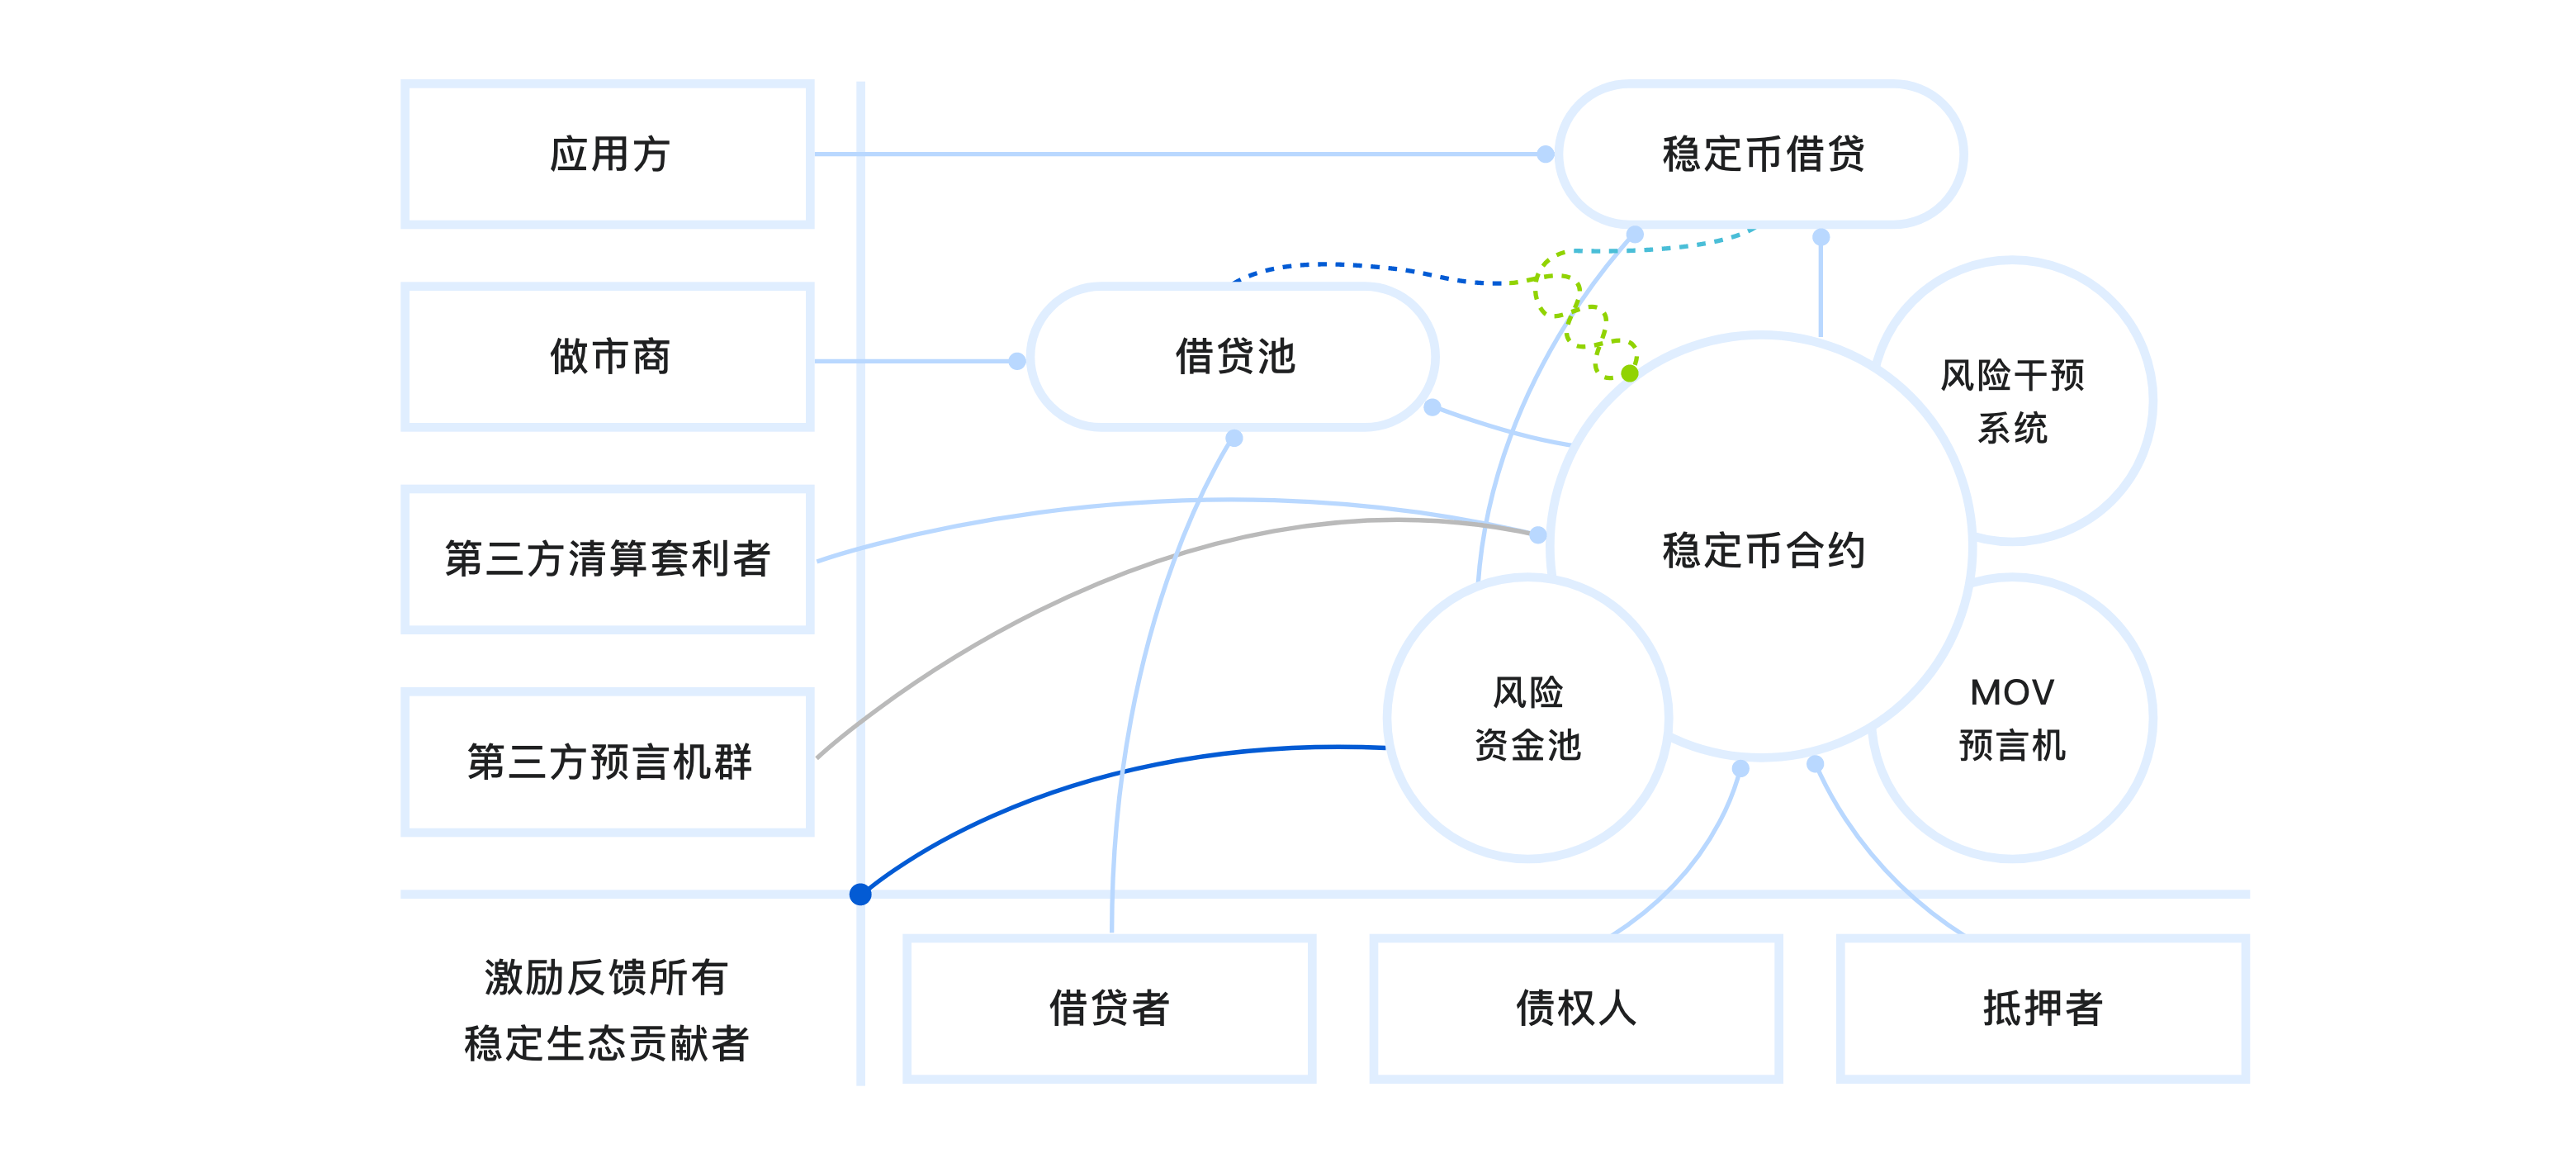 应用方
稳定币借贷
做市商
借贷池
风险干预
系统
第三方清算套利者
稳定币合约
第三方预言机群
风险
资金池
MOV
预言机
激励反馈所有
稳定生态贡献者
借贷者
债权人
抵押者